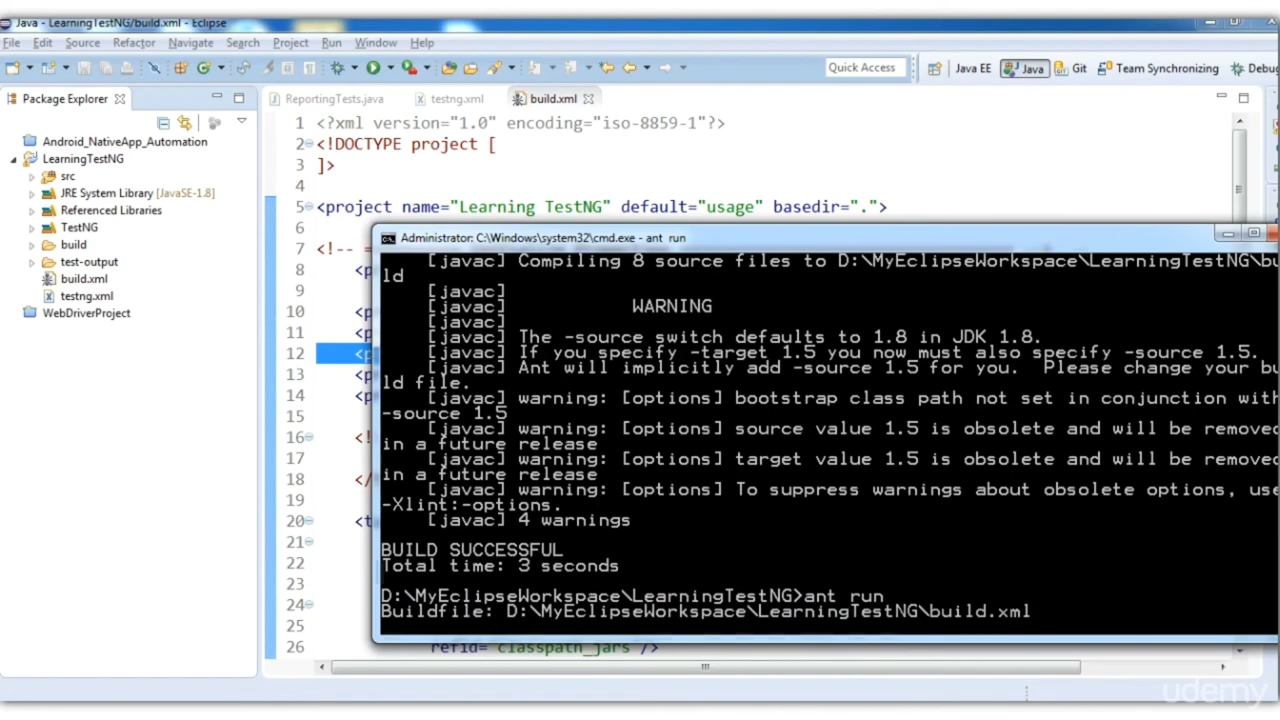 Java - LearningTestNG/build.xml - Eclipse
File Edit Source Refactor Navigate Search Project Run Window Help
Quick Access Java EE Java Git Team Synchronizing Debug
Package Explorer
ReportingTests.java testng.xml build.xml
Android_NativeApp_Automation
LearningTestNG
src
JRE System Library [JavaSE-1.8]
Referenced Libraries
TestNG
build
test-output
build.xml
testng.xml
WebDriverProject
1 <?xml version="1.0" encoding="iso-8859-1"?>
2 <!DOCTYPE project [
3 ]>
4
5 <project name="Learning TestNG" default="usage" basedir=".">
6
7 <!--
8 <p
9
10 <p
11 <p
12 <p
13 <p
14 <p
15
16 <!
17
18 </
19
20 <t
21
22
23
24
25
26 refid="classpath_jars"/>
Administrator: C:\Windows\system32\cmd.exe - ant run
[javac] Compiling 8 source files to D:\MyEclipseWorkspace\LearningTestNG\bui
ld
[javac]
[javac] WARNING
[javac]
[javac] The -source switch defaults to 1.8 in JDK 1.8.
[javac] If you specify -target 1.5 you now must also specify -source 1.5.
[javac] Ant will implicitly add -source 1.5 for you. Please change your bui
ld file.
[javac] warning: [options] bootstrap class path not set in conjunction with
-source 1.5
[javac] warning: [options] source value 1.5 is obsolete and will be removed
in a future release
[javac] warning: [options] target value 1.5 is obsolete and will be removed
in a future release
[javac] warning: [options] To suppress warnings about obsolete options, use
-Xlint:-options.
[javac] 4 warnings
BUILD SUCCESSFUL
Total time: 3 seconds
D:\MyEclipseWorkspace\LearningTestNG>ant run
Buildfile: D:\MyEclipseWorkspace\LearningTestNG\build.xml
udemy